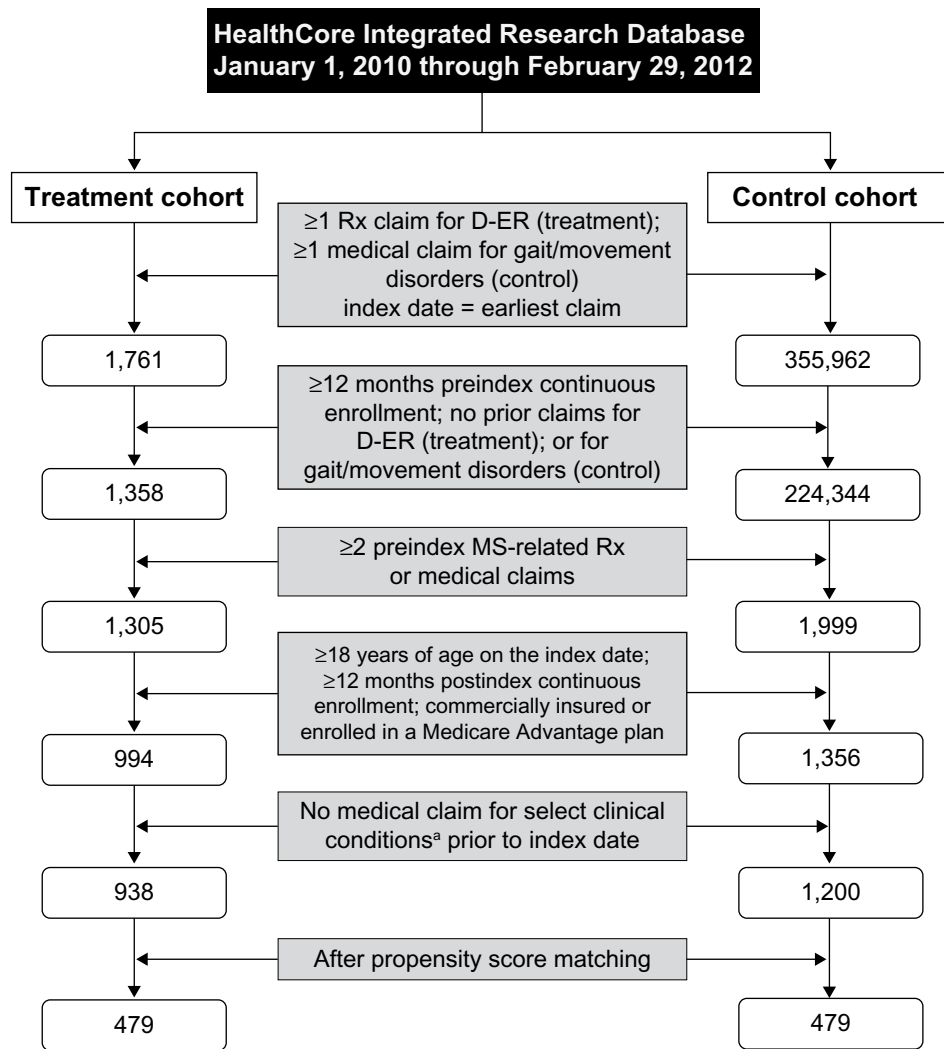 HealthCore Integrated Research Database
January 1, 2010 through February 29, 2012
Treatment cohort
Control cohort
≥1 Rx claim for D-ER (treatment);
≥1 medical claim for gait/movement
disorders (control)
index date = earliest claim
1,761
355,962
≥12 months preindex continuous
enrollment; no prior claims for
D-ER (treatment); or for
gait/movement disorders (control)
1,358
224,344
≥2 preindex MS-related Rx
or medical claims
1,305
1,999
≥18 years of age on the index date;
≥12 months postindex continuous
enrollment; commercially insured or
enrolled in a Medicare Advantage plan
994
1,356
No medical claim for select clinical
conditionsᵃ prior to index date
938
1,200
After propensity score matching
479
479